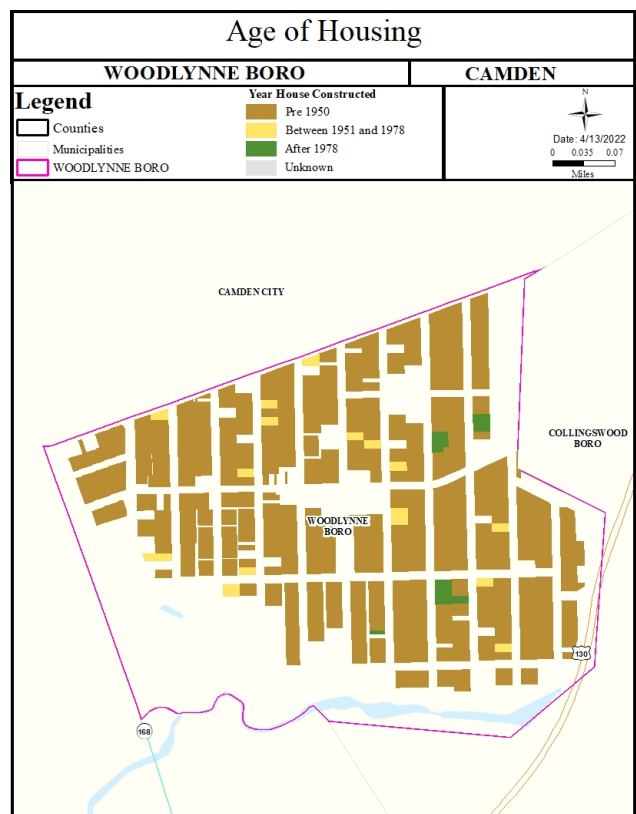 Age of Housing
WOODLYNNE BORO
CAMDEN
Legend
Counties
Municipalities
WOODLYNNE BORO
Year House Constructed
Pre 1950
Between 1951 and 1978
After 1978
Unknown
N
Date: 4/13/2022
0 0.035 0.07
Miles
CAMDEN CITY
COLLINGSWOOD
BORO
WOODLYNNE
BORO
130
168